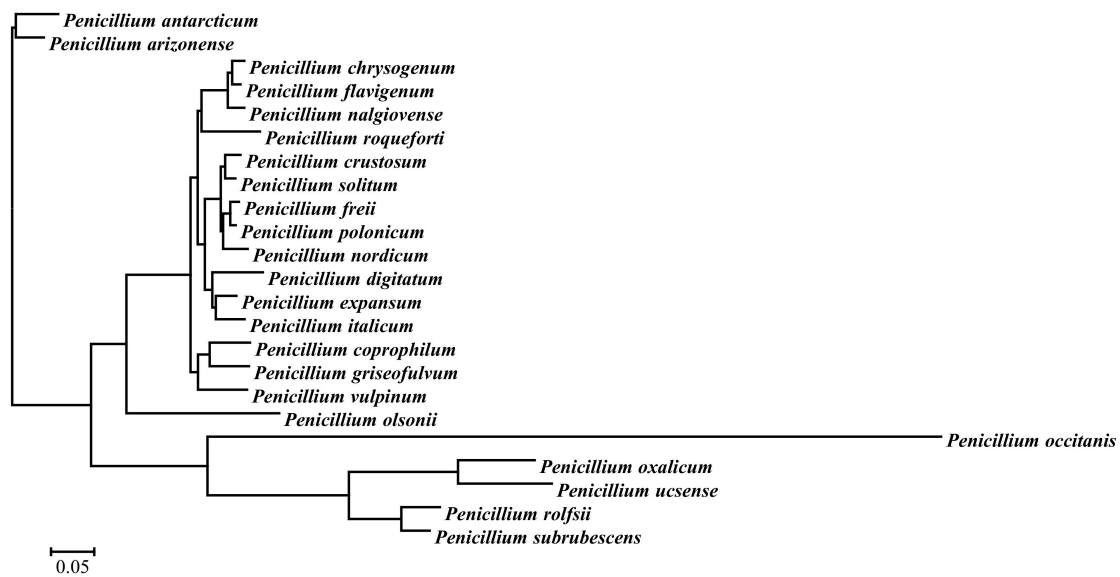 Penicillium antarcticum
Penicillium arizonense
Penicillium chrysogenum
Penicillium flavigenum
Penicillium nalgiovense
Penicillium roqueforti
Penicillium crustosum
Penicillium solitum
Penicillium freii
Penicillium polonicum
Penicillium nordicum
Penicillium digitatum
Penicillium expansum
Penicillium italicum
Penicillium coprophilum
Penicillium griseofulvum
Penicillium vulpinum
Penicillium olsonii
Penicillium occitanis
Penicillium oxalicum
Penicillium ucsense
Penicillium rolfsii
Penicillium subrubescens
0.05